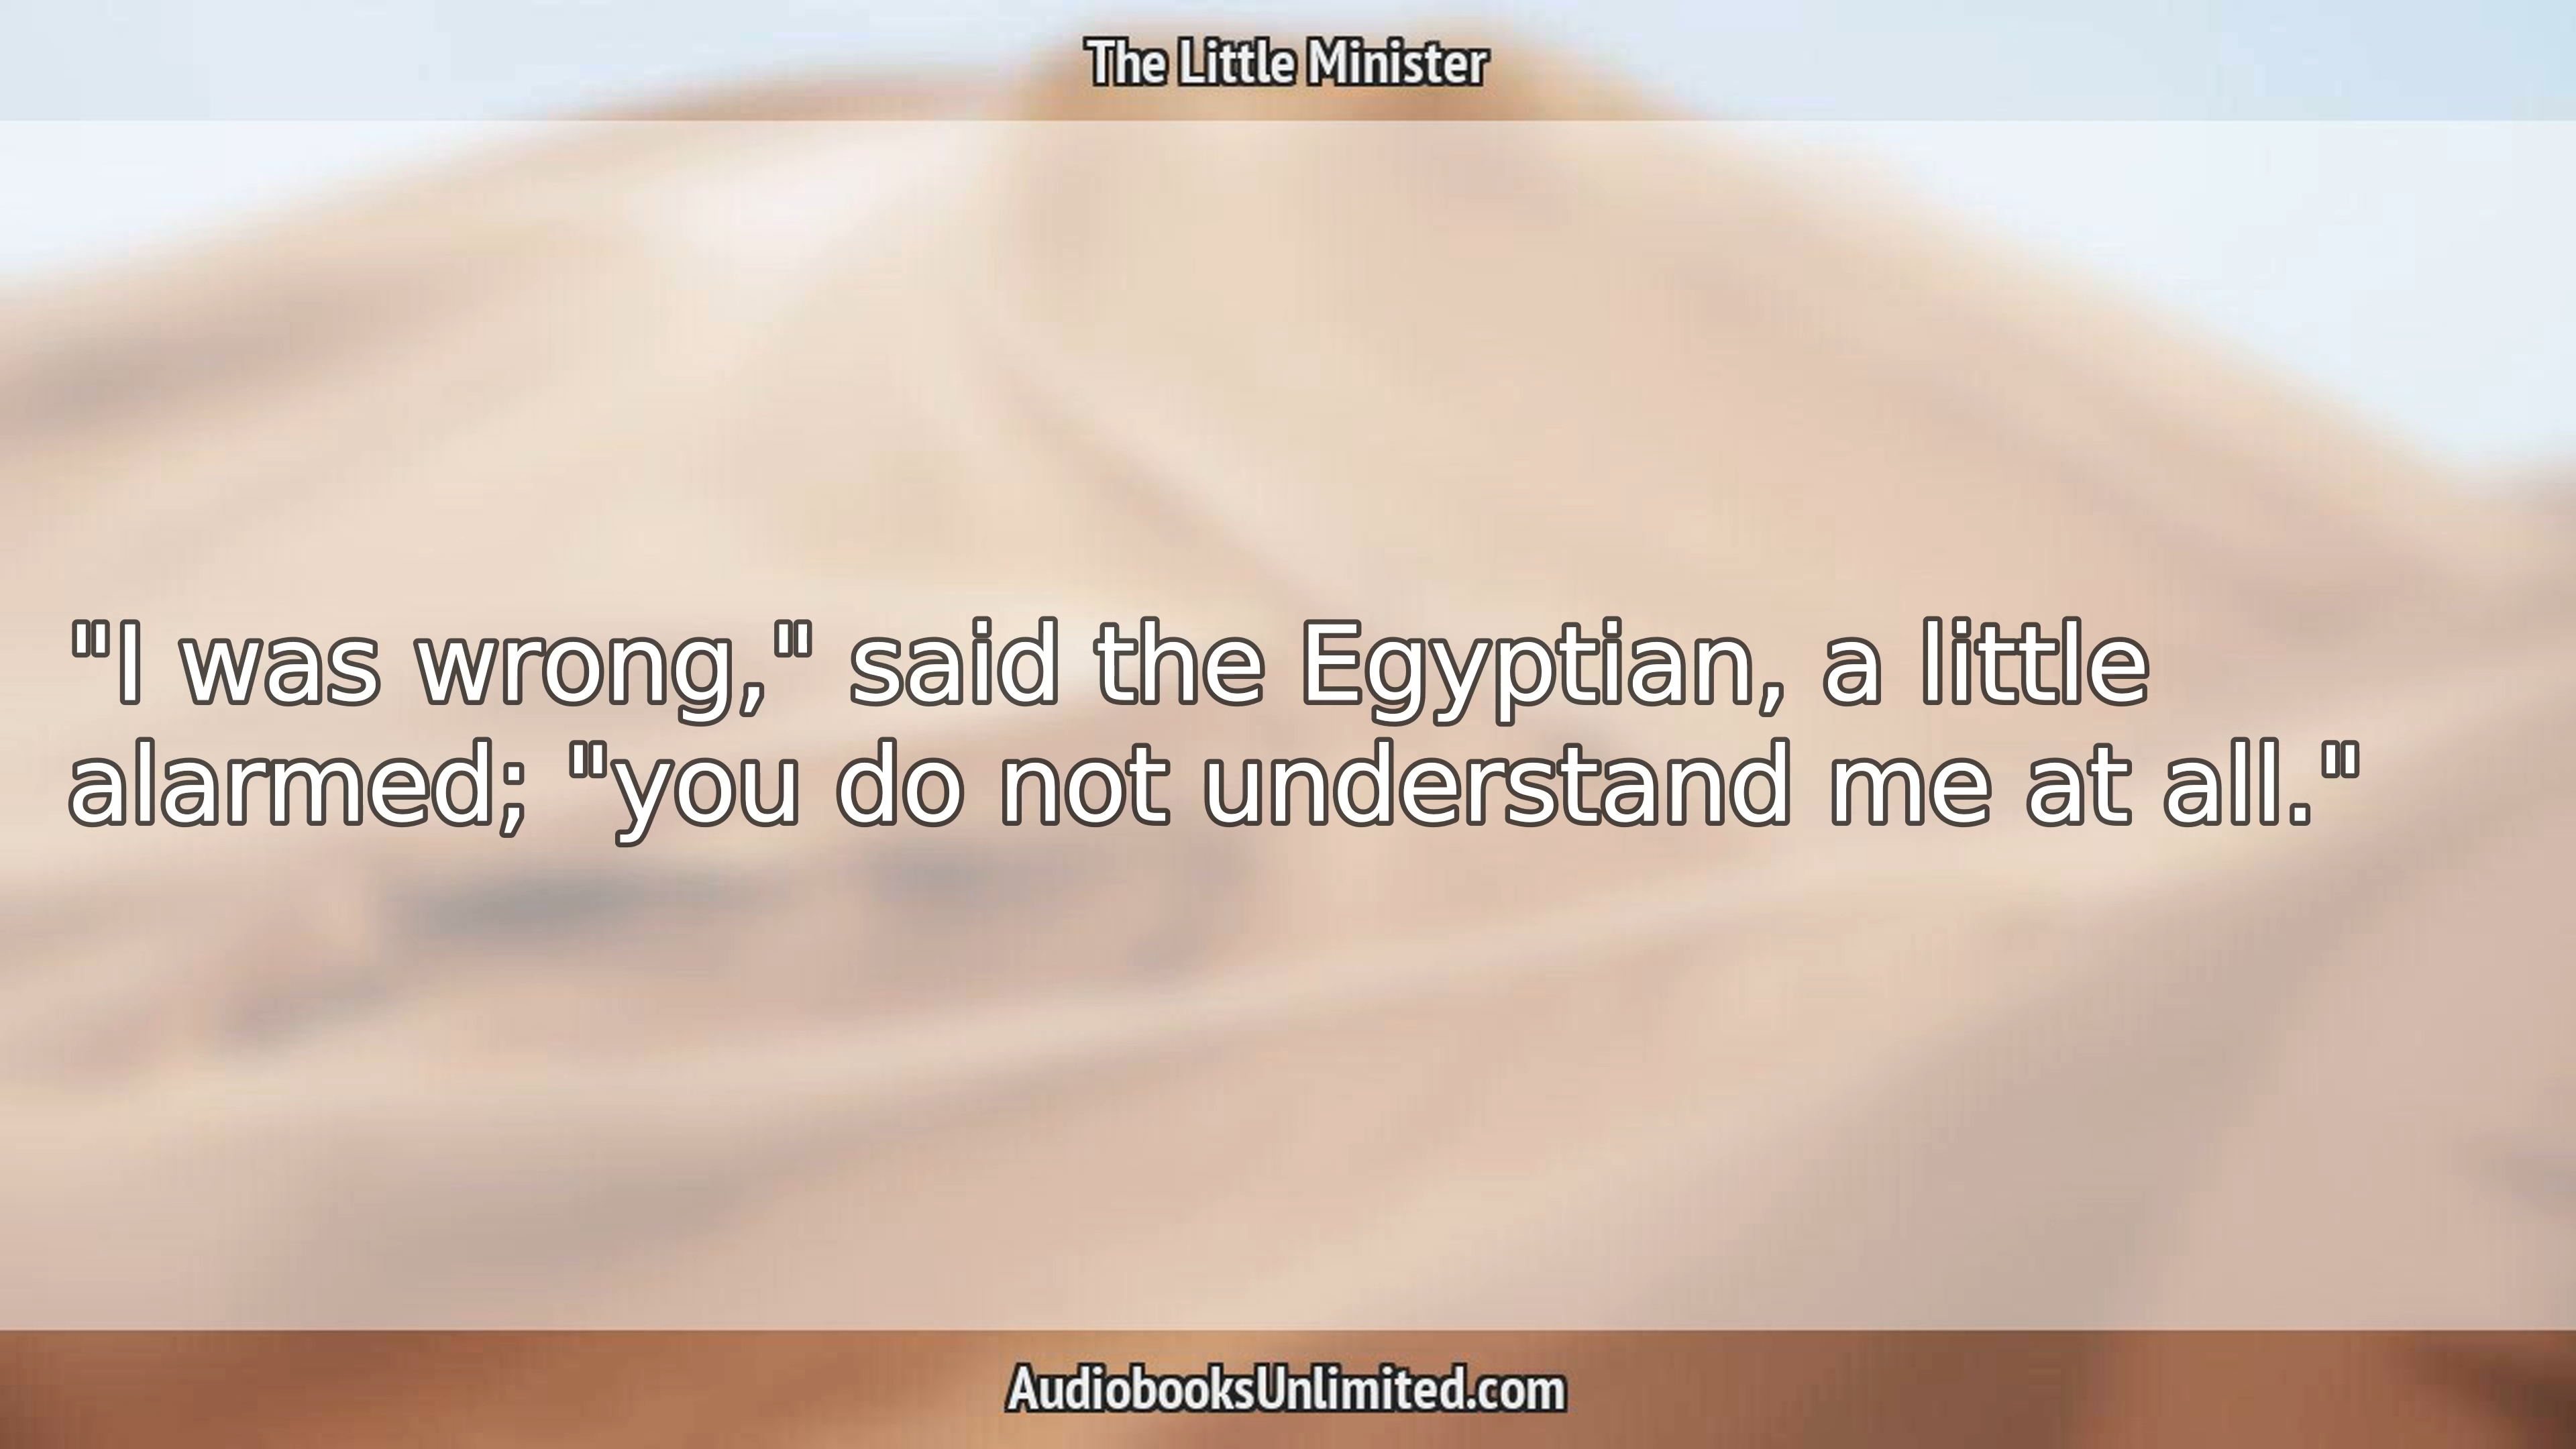 The Little Minister
"I was wrong," said the Egyptian, a little
alarmed; "you do not understand me at all."
AudiobooksUnlimited.com